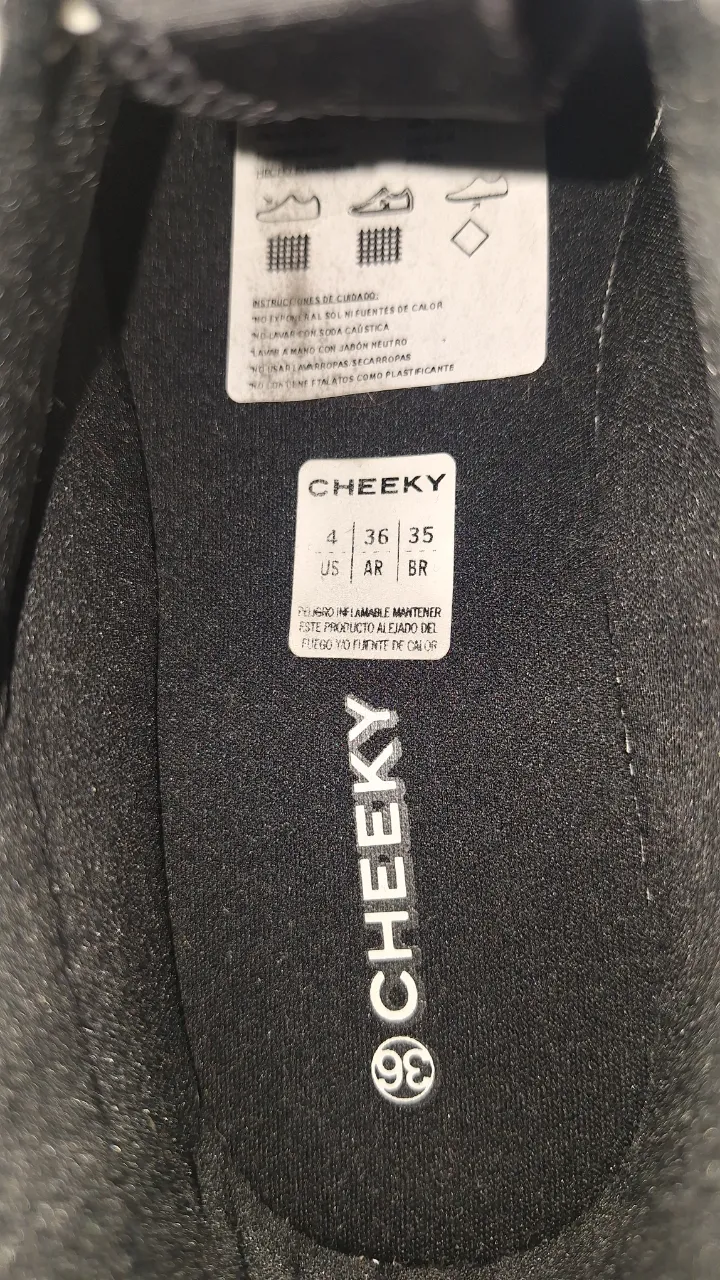 INSTRUCCIONES DE CUIDADO:
*NO EXPONER AL SOL NI FUENTES DE CALOR
*NO LAVAR CON SODA CAÚSTICA
*LAVAR A MANO CON JABÓN NEUTRO
*NO USAR LAVARROPAS/SECARROPAS
*NO CONTIENE FTALATOS COMO PLASTIFICANTE
CHEEKY
4 36 35
US AR BR
PELIGRO INFLAMABLE MANTENER
ESTE PRODUCTO ALEJADO DEL
FUEGO Y/O FUENTE DE CALOR
CHEEKY
36